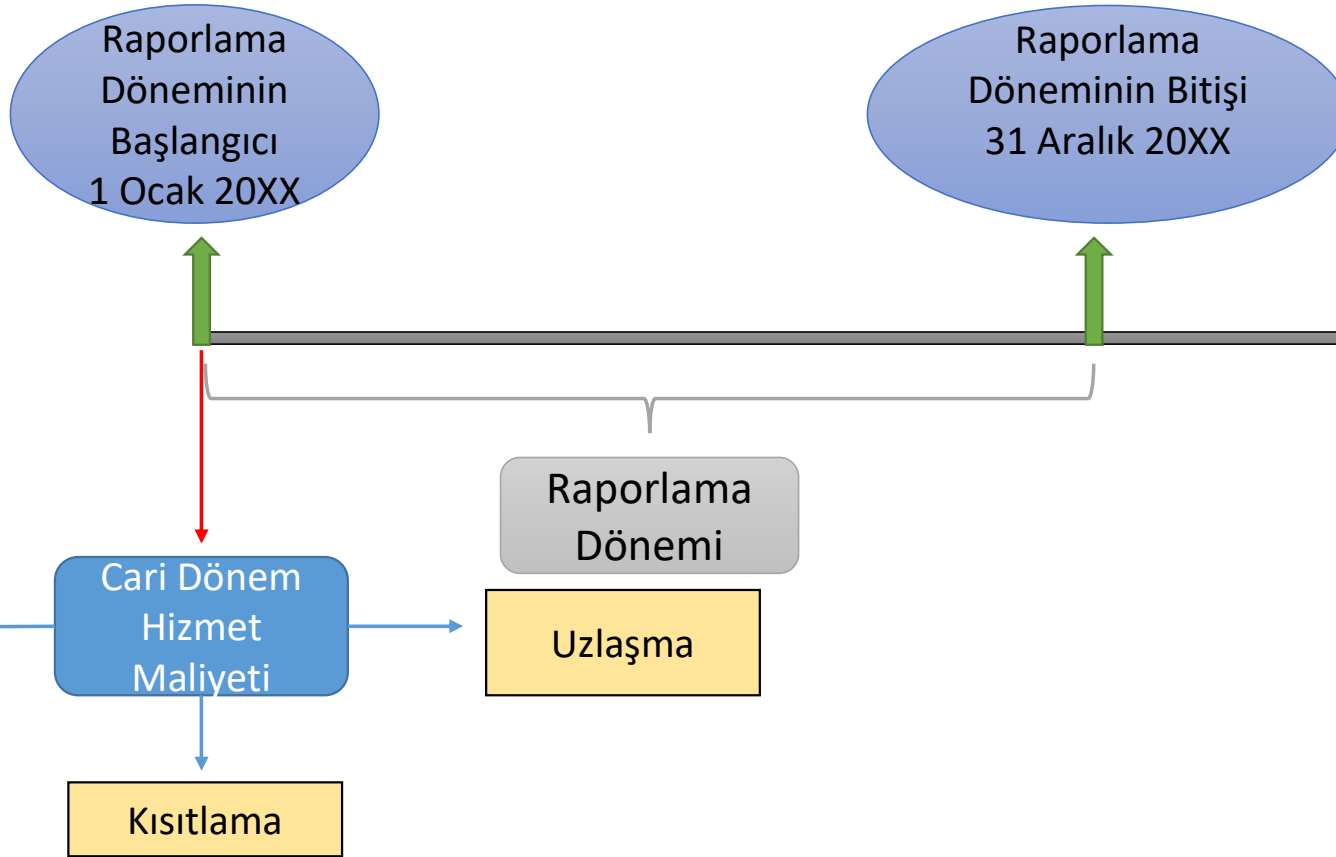 Raporlama
Döneminin
Başlangıcı
1 Ocak 20XX
Raporlama
Döneminin Bitişi
31 Aralık 20XX
Raporlama
Dönemi
Cari Dönem
Hizmet
Maliyeti
Uzlaşma
Kısıtlama